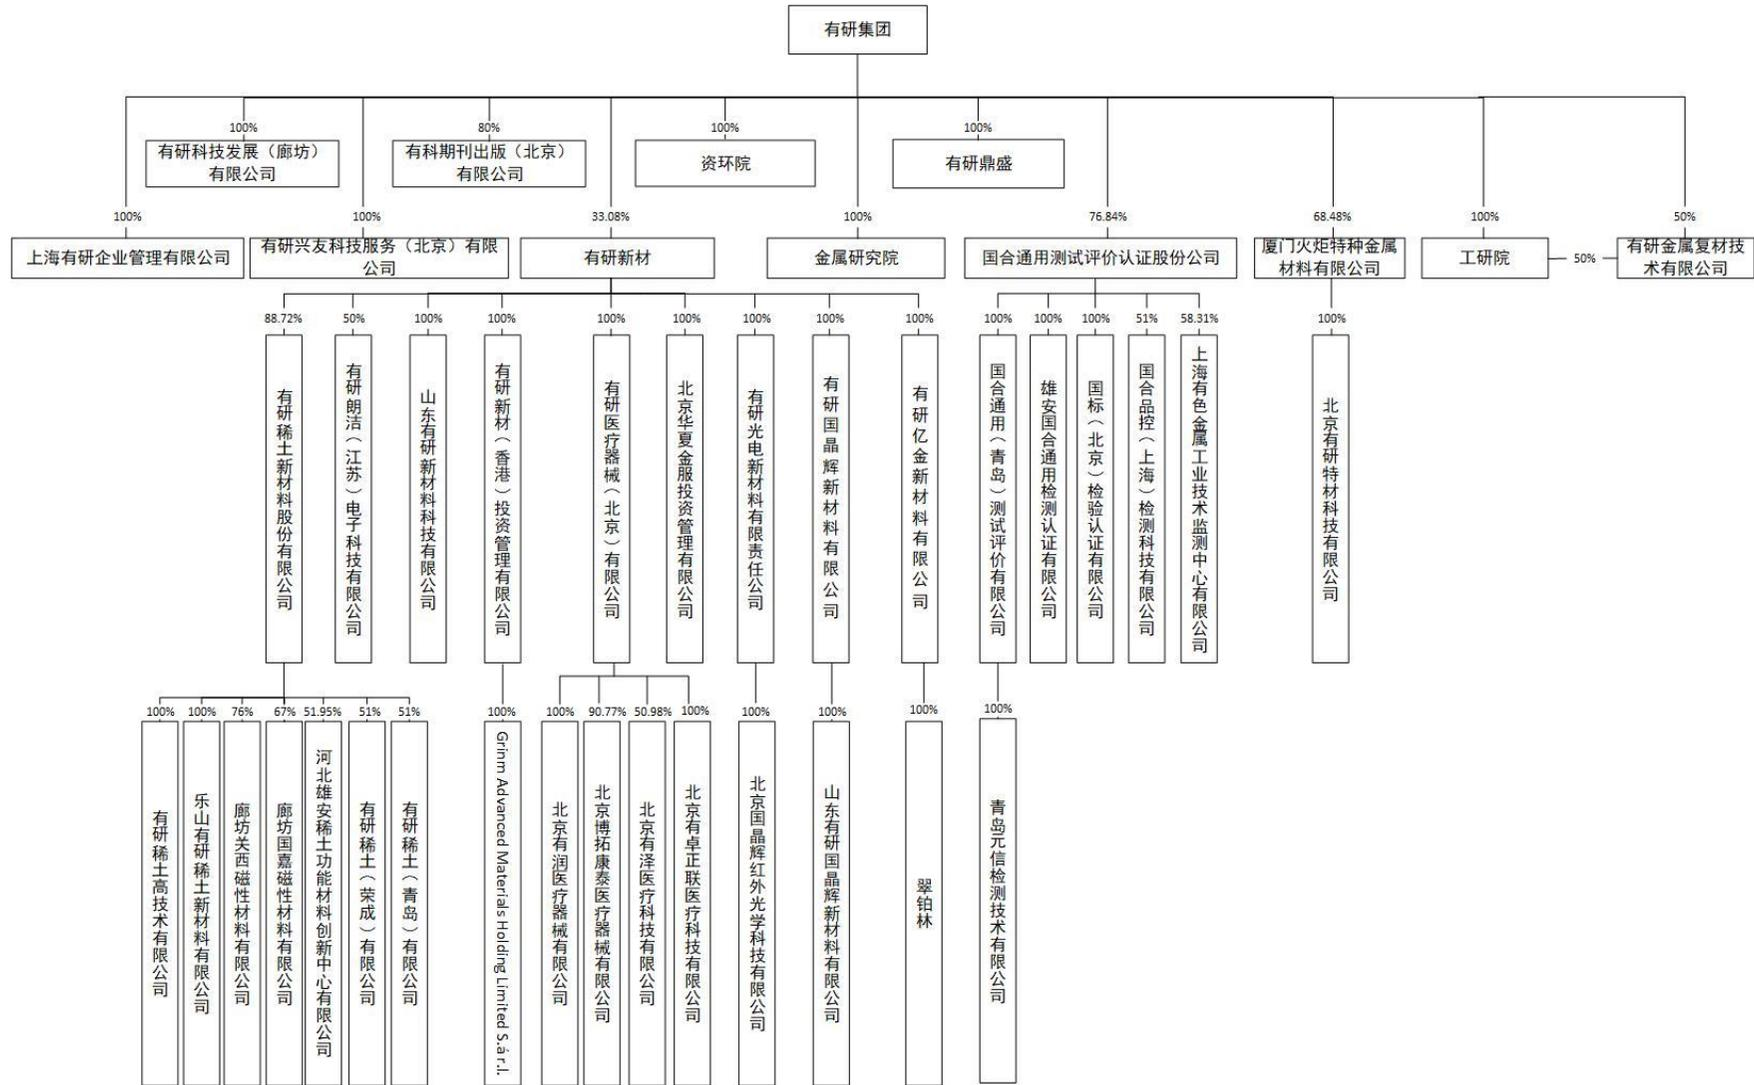 有研集团
100%
80%
100%
100%
有研科技发展（廊坊）
有限公司
有科期刊出版（北京）
有限公司
资环院
有研鼎盛
100%
100%
33.08%
100%
76.84%
68.48%
100%
50%
上海有研企业管理有限公司
有研兴友科技服务（北京）有限
公司
有研新材
金属研究院
国合通用测试评价认证股份公司
厦门火炬特种金属
材料有限公司
工研院
50%
有研金属复材技
术有限公司
88.72%
50%
100%
100%
100%
100%
100%
100%
100%
100%
100%
100%
51%
58.31%
100%
有研稀土新材料股份有限公司
有研朗洁（江苏）电子科技有限公司
山东有研新材料科技有限公司
有研新材（香港）投资管理有限公司
有研医疗器械（北京）有限公司
北京华夏金服投资管理有限公司
有研光电新材料有限责任公司
有研国晶辉新材料有限公司
有研亿金新材料有限公司
国合通用（青岛）测试评价有限公司
雄安国合通用检测认证有限公司
国标（北京）检验认证有限公司
国合品控（上海）检测科技有限公司
上海有色金属工业技术监测中心有限公司
北京有研特材科技有限公司
100%
100%
76%
67%
51.95%
51%
51%
100%
100%
90.77%
50.98%
100%
100%
100%
100%
100%
有研稀土高技术有限公司
乐山有研稀土新材料有限公司
廊坊关西磁性材料有限公司
廊坊国嘉磁性材料有限公司
河北雄安稀土功能材料创新中心有限公司
有研稀土（荣成）有限公司
有研稀土（青岛）有限公司
Grinm Advanced Materials Holding Limited S.á r.l.
北京有润医疗器械有限公司
北京博拓康泰医疗器械有限公司
北京有泽医疗科技有限公司
北京有卓正联医疗科技有限公司
北京国晶辉红外光学科技有限公司
山东有研国晶辉新材料有限公司
翠铂林
青岛元信检测技术有限公司